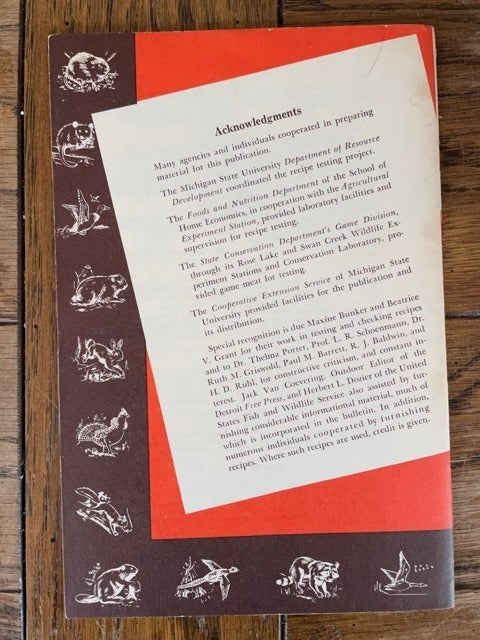 Acknowledgments
Many agencies and individuals cooperated in preparing
material for this publication.
The Michigan State University Department of Resource
Development coordinated the recipe testing project.
The Foods and Nutrition Department of the School of
Home Economics, in cooperation with the Agricultural
Experiment Station, provided laboratory facilities and
supervision for recipe testing.
The State Conservation Department's Game Division,
through its Rose Lake and Swan Creek Wildlife Ex-
periment Stations and Conservation Laboratory, pro-
vided game meat for testing.
The Cooperative Extension Service of Michigan State
University provided facilities for the publication and
its distribution.
Special recognition is due Maxine Bunker and Beatrice
V. Grant for their work in testing and checking recipes
and to Dr. Thelma Porter, Prof. L. R. Schoenmann, Dr.
Ruth M. Griswold, Paul M. Barrett, R. J. Baldwin, and
H. D. Ruhl, for constructive criticism, and constant in-
terest. Jack Van Coevering, Outdoor Editor of the
Detroit Free Press, and Herbert L. Dozier of the United
States Fish and Wildlife Service also assisted by fur-
nishing considerable informational material, much of
which is incorporated in the bulletin. In addition,
numerous individuals cooperated by furnishing
recipes. Where such recipes are used, credit is given.